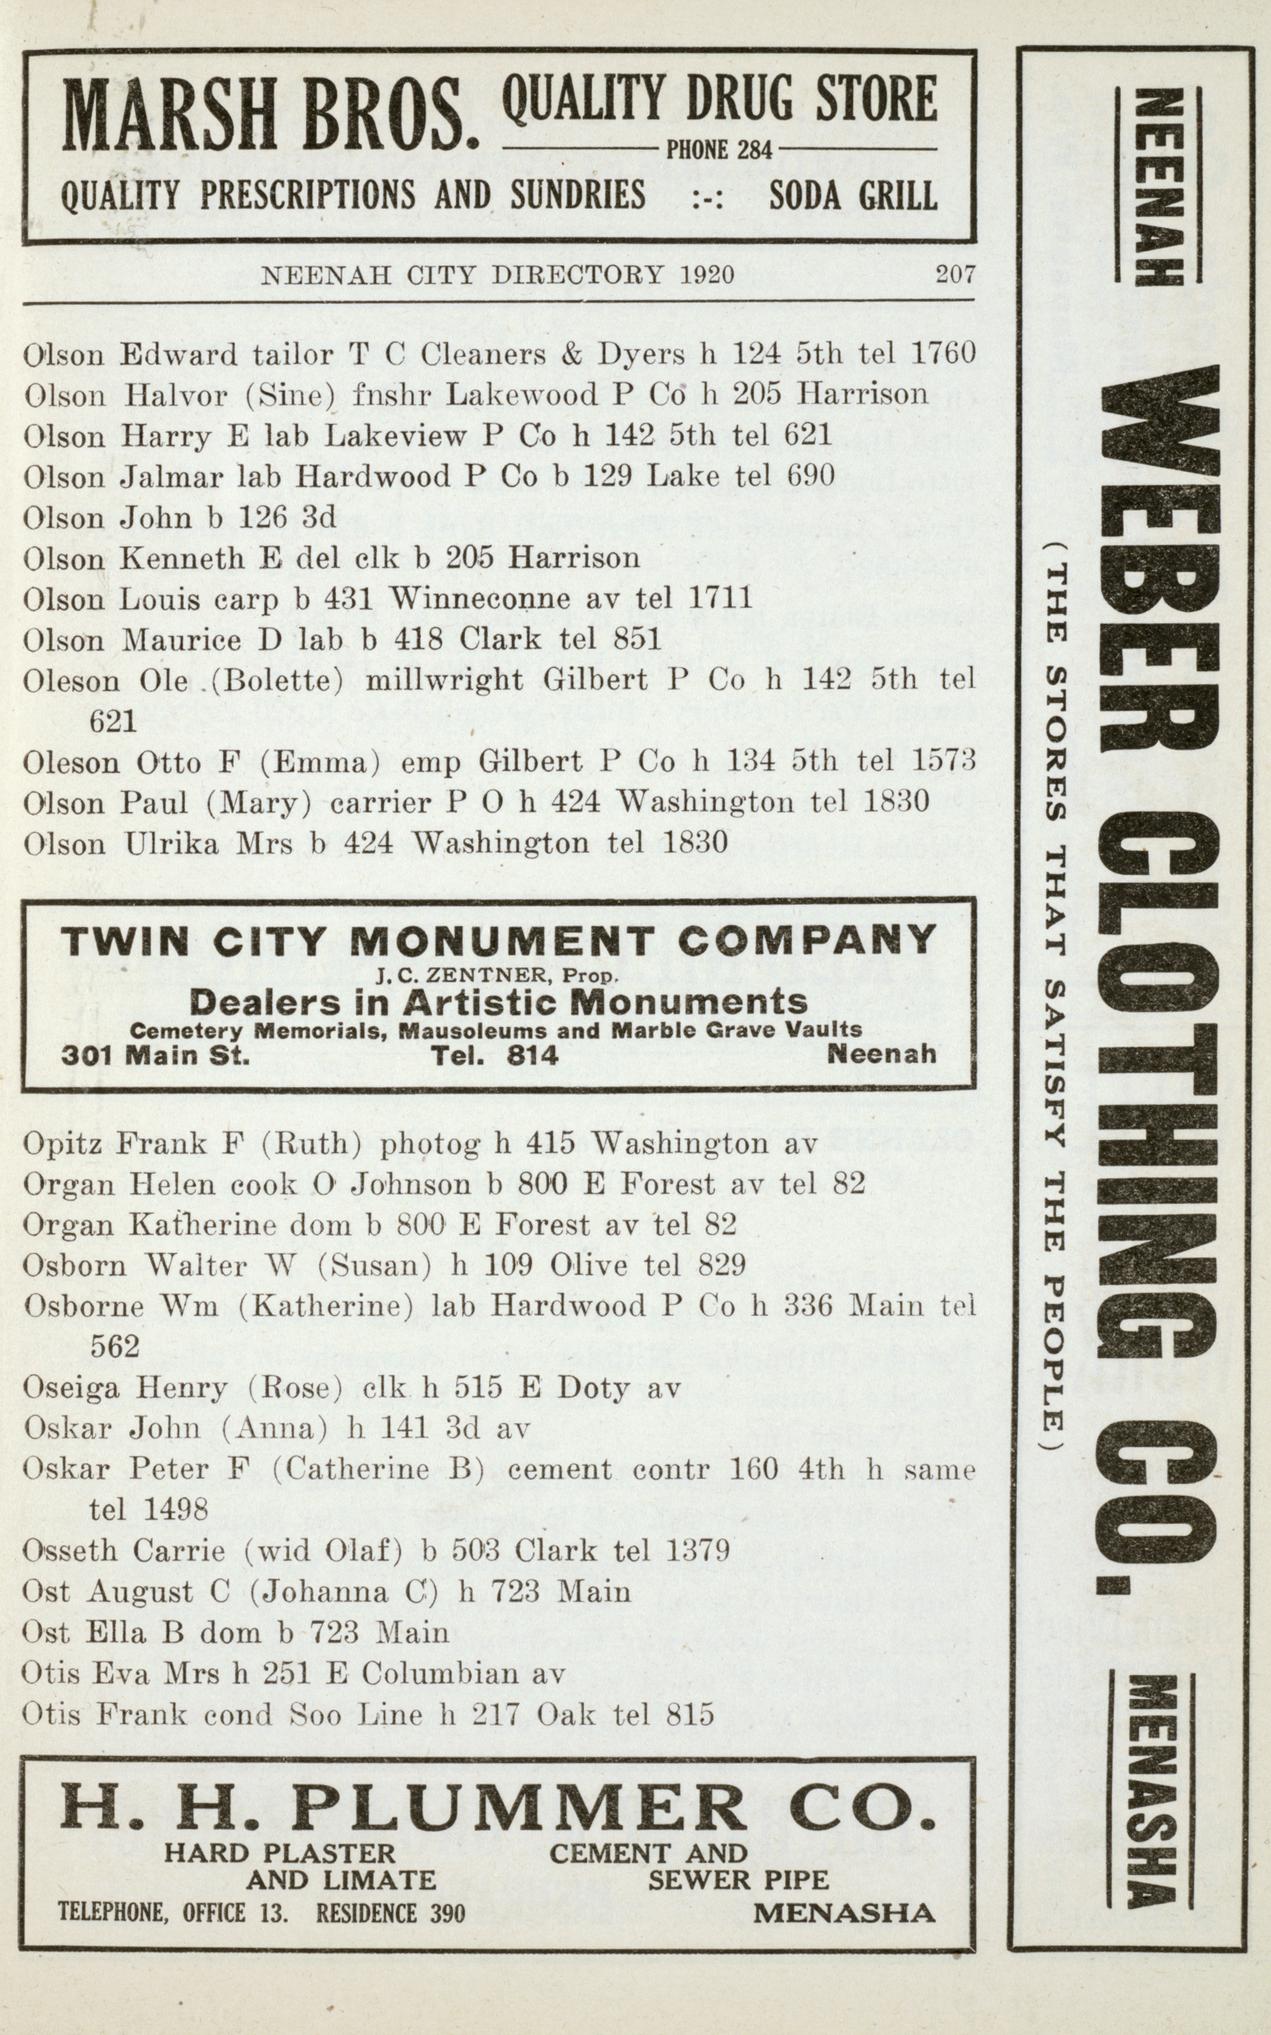 MARSH BROS. QUALITY DRUG STORE
PHONE 284
QUALITY PRESCRIPTIONS AND SUNDRIES :-: SODA GRILL
NEENAH CITY DIRECTORY 1920 207
Olson Edward tailor T C Cleaners & Dyers h 124 5th tel 1760
Olson Halvor (Sine) fnshr Lakewood P Co h 205 Harrison
Olson Harry E lab Lakeview P Co h 142 5th tel 621
Olson Jalmar lab Hardwood P Co b 129 Lake tel 690
Olson John b 126 3d
Olson Kenneth E del clk b 205 Harrison
Olson Louis carp b 431 Winneconne av tel 1711
Olson Maurice D lab b 418 Clark tel 851
Oleson Ole (Bolette) millwright Gilbert P Co h 142 5th tel
621
Oleson Otto F (Emma) emp Gilbert P Co h 134 5th tel 1573
Olson Paul (Mary) carrier P O h 424 Washington tel 1830
Olson Ulrika Mrs b 424 Washington tel 1830
TWIN CITY MONUMENT COMPANY
J. C. ZENTNER, Prop.
Dealers in Artistic Monuments
Cemetery Memorials, Mausoleums and Marble Grave Vaults
301 Main St. Tel. 814 Neenah
Opitz Frank F (Ruth) photog h 415 Washington av
Organ Helen cook O Johnson b 800 E Forest av tel 82
Organ Katherine dom b 800 E Forest av tel 82
Osborn Walter W (Susan) h 109 Olive tel 829
Osborne Wm (Katherine) lab Hardwood P Co h 336 Main tel
562
Oseiga Henry (Rose) clk h 515 E Doty av
Oskar John (Anna) h 141 3d av
Oskar Peter F (Catherine B) cement contr 160 4th h same
tel 1498
Osseth Carrie (wid Olaf) b 503 Clark tel 1379
Ost August C (Johanna C) h 723 Main
Ost Ella B dom b 723 Main
Otis Eva Mrs h 251 E Columbian av
Otis Frank cond Soo Line h 217 Oak tel 815
H. H. PLUMMER CO.
HARD PLASTER CEMENT AND
AND LIMATE SEWER PIPE
TELEPHONE, OFFICE 13. RESIDENCE 390 MENASHA
NEENAH WEBER CLOTHING CO. MENASHA
(THE STORES THAT SATISFY THE PEOPLE)